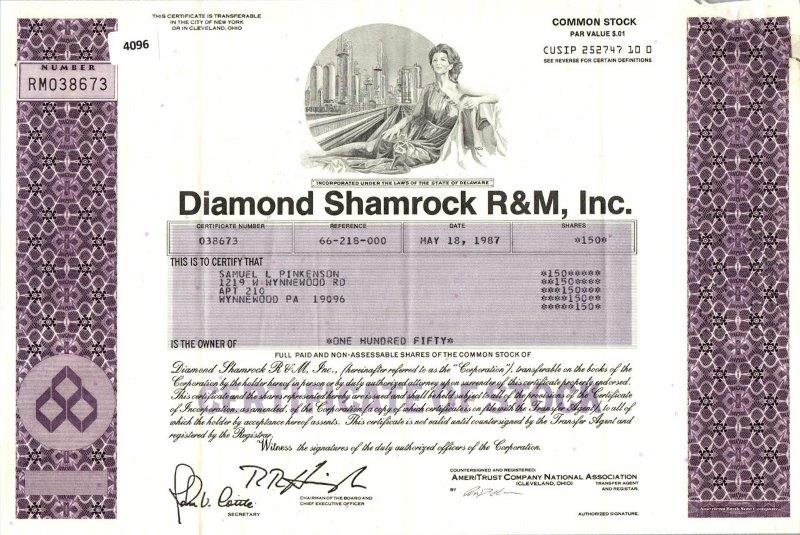 THIS CERTIFICATE IS TRANSFERABLE
IN THE CITY OF NEW YORK
OR IN CLEVELAND, OHIO
4096
NUMBER
RM038673
COMMON STOCK
PAR VALUE $.01
CUSIP 252747 10 0
SEE REVERSE FOR CERTAIN DEFINITIONS
INCORPORATED UNDER THE LAWS OF THE STATE OF DELAWARE
Diamond Shamrock R&M, Inc.
CERTIFICATE NUMBER REFERENCE DATE SHARES
038673 66-218-000 MAY 18, 1987 *150*
THIS IS TO CERTIFY THAT
SAMUEL L PINKENSON *150*****
1219 W WYNNEWOOD RD **150****
APT 210 ***150***
WYNNEWOOD PA 19096 ****150**
*****150*
*ONE HUNDRED FIFTY*
IS THE OWNER OF
FULL PAID AND NON-ASSESSABLE SHARES OF THE COMMON STOCK OF
Diamond Shamrock R & M, Inc., (hereinafter referred to as the "Corporation"), transferable on the books of the
Corporation by the holder hereof in person or by duly authorized attorney upon surrender of this certificate properly endorsed.
This certificate and the shares represented hereby are issued and shall be held subject to all of the provisions of the Certificate
of Incorporation, as amended, of the Corporation, (a copy of which certificate is on file with the Transfer Agent), to all of
which the holder by acceptance hereof assents. This certificate is not valid until countersigned by the Transfer Agent and
registered by the Registrar.
Witness the signatures of the duly authorized officers of the Corporation.
SECRETARY
CHAIRMAN OF THE BOARD AND
CHIEF EXECUTIVE OFFICER
COUNTERSIGNED AND REGISTERED:
AMERITRUST COMPANY NATIONAL ASSOCIATION
(CLEVELAND, OHIO) TRANSFER AGENT
AND REGISTRAR.
BY
AUTHORIZED SIGNATURE.
American Bank Note Company